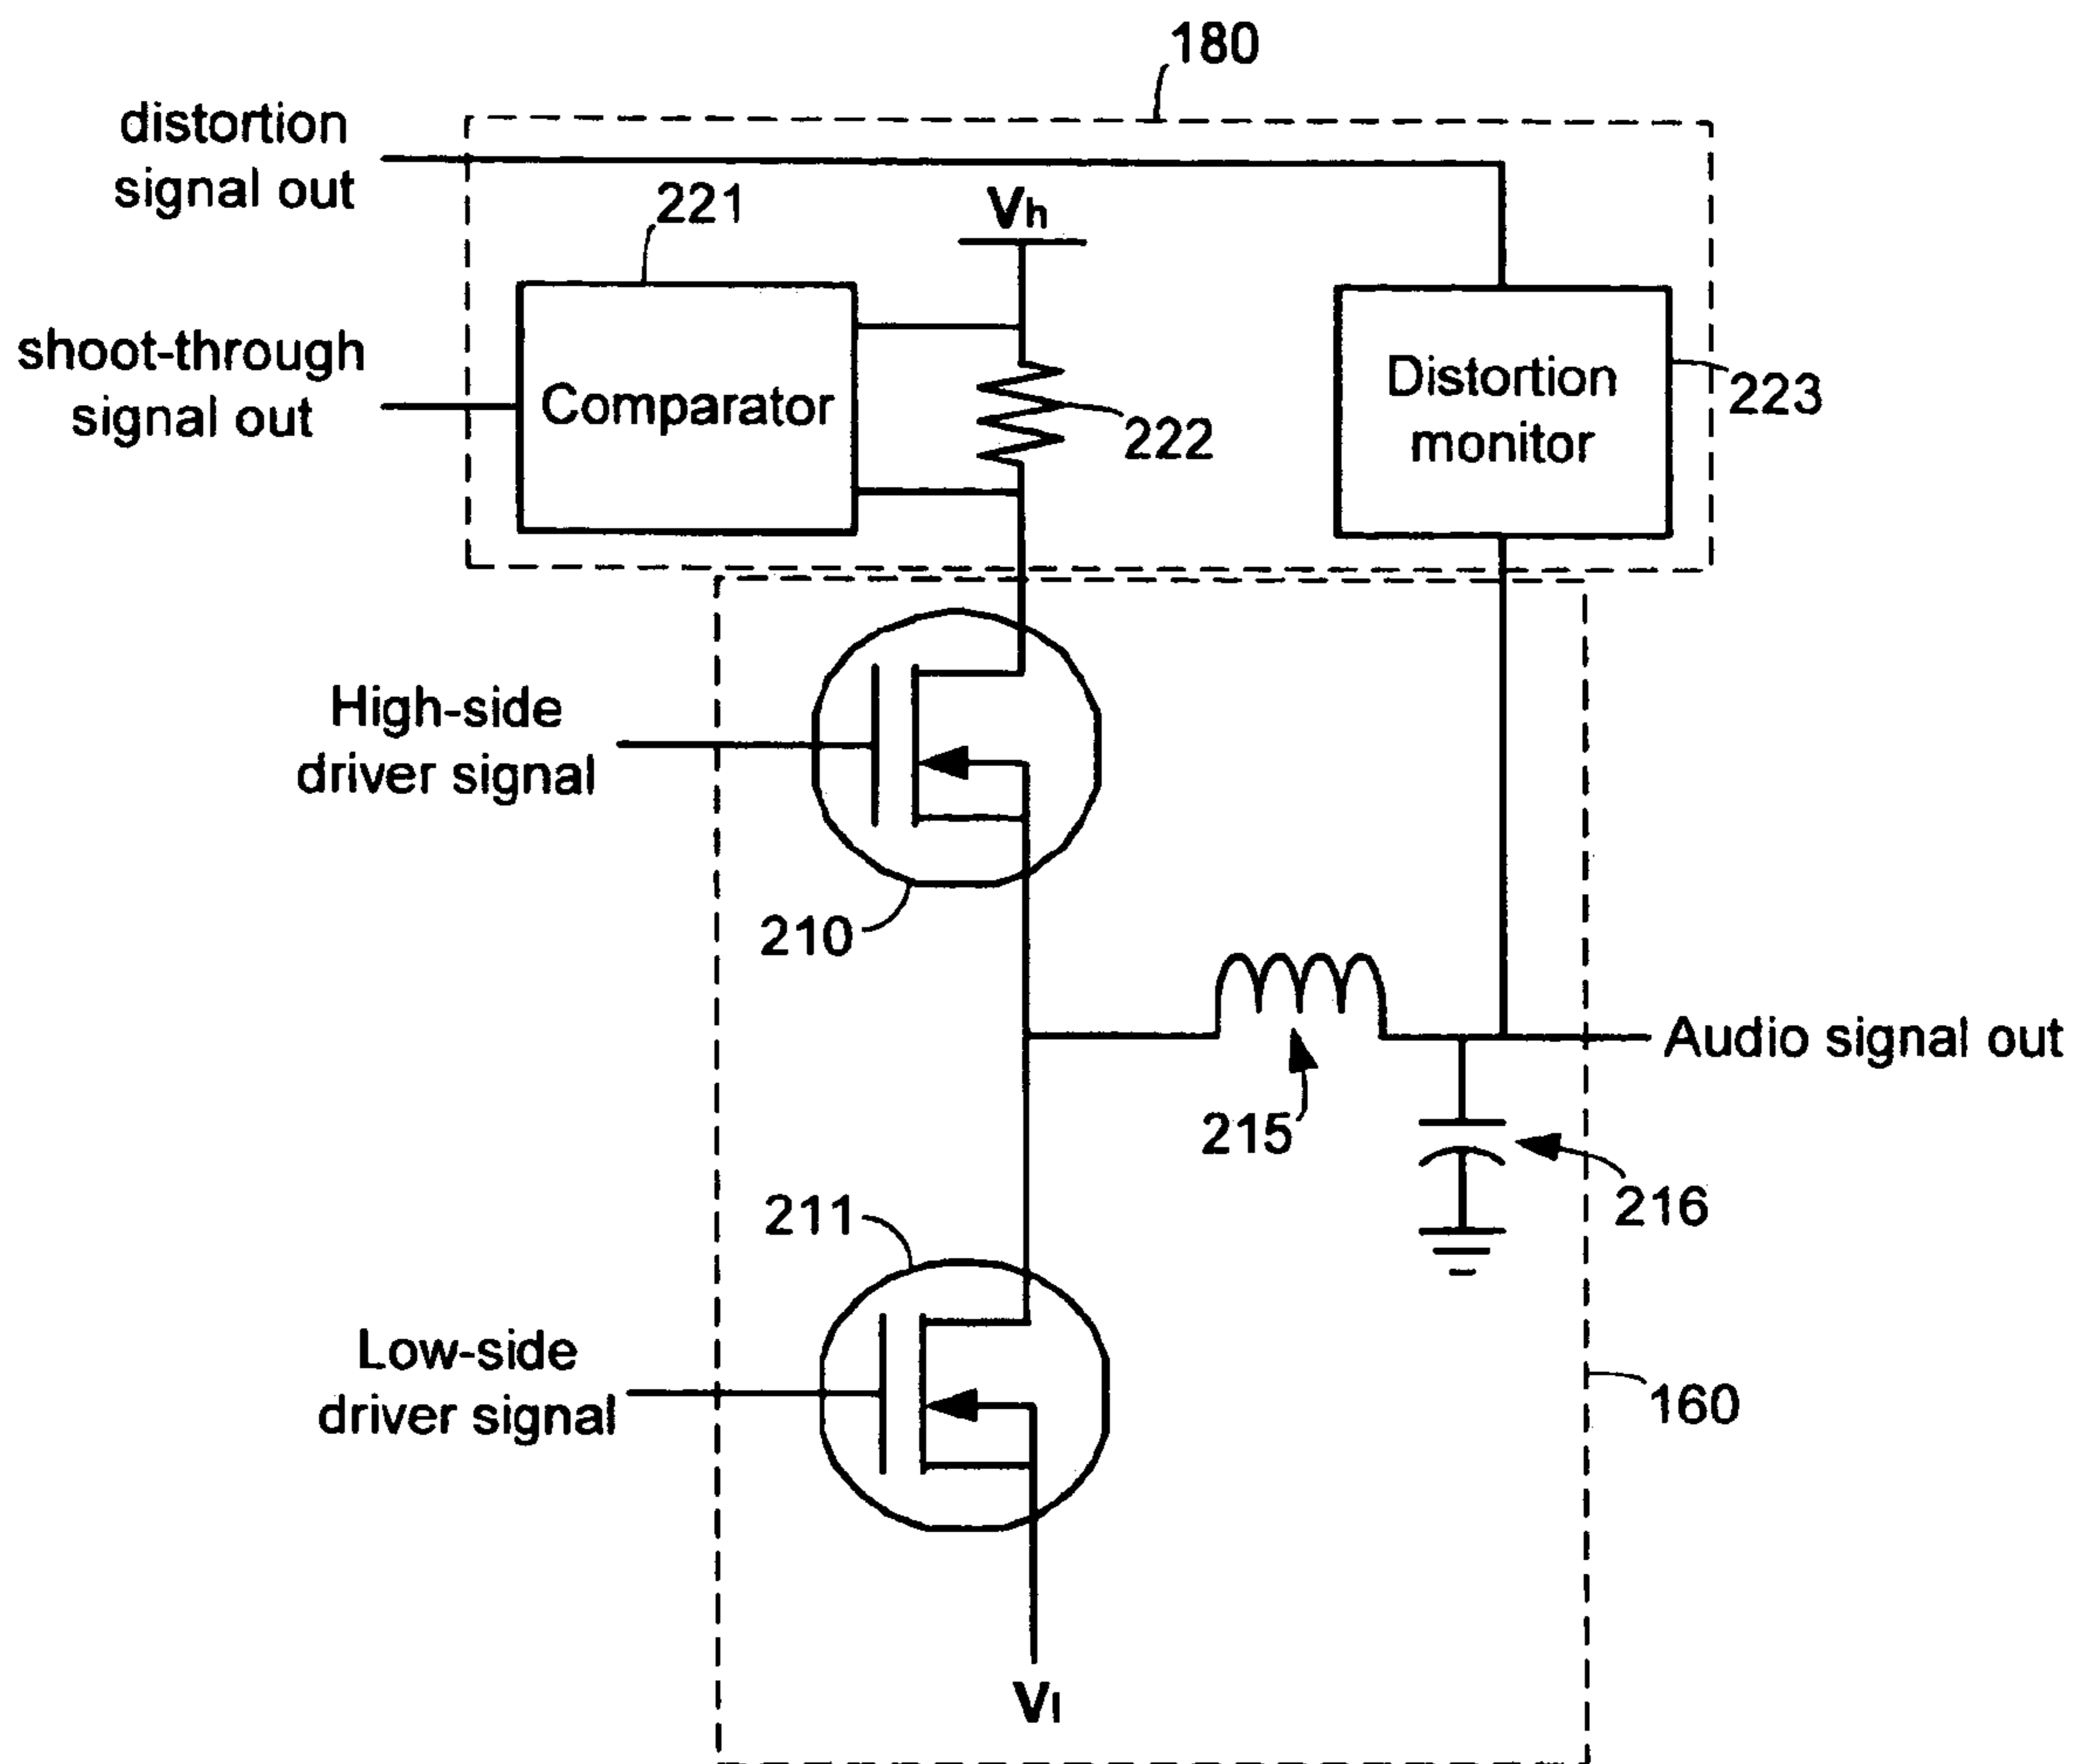 180
distortion
signal out
221
Vh
shoot-through
signal out
Comparator
222
Distortion
monitor
223
High-side
driver signal
210
Audio signal out
215
216
211
Low-side
driver signal
160
Vl